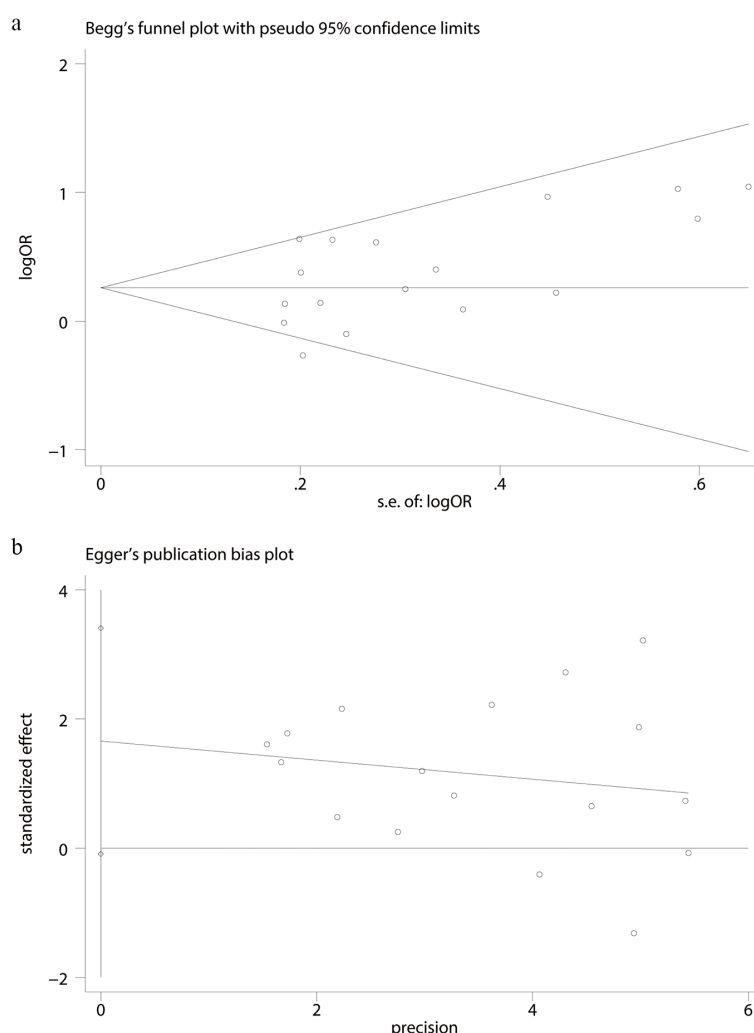 a
Begg’s funnel plot with pseudo 95% confidence limits
2
1
0
−1
logOR
0 .2 .4 .6
s.e. of: logOR
b
Egger’s publication bias plot
4
2
0
−2
standardized effect
0 2 4 6
precision